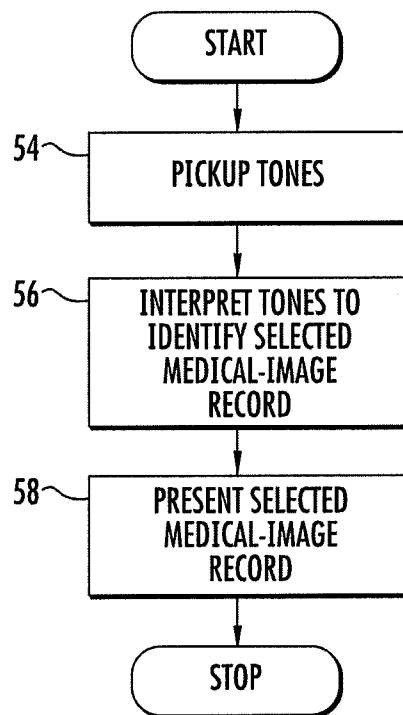 START
54
PICKUP TONES
56
INTERPRET TONES TO
IDENTIFY SELECTED
MEDICAL-IMAGE
RECORD
58
PRESENT SELECTED
MEDICAL-IMAGE
RECORD
STOP